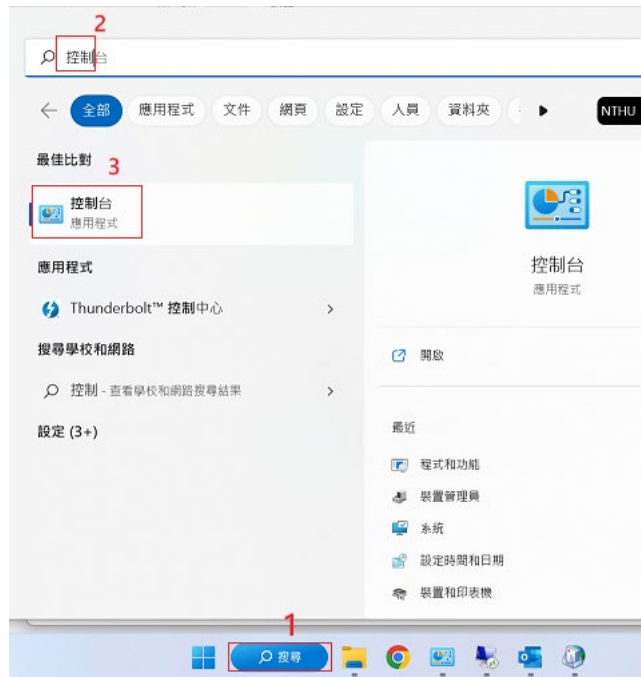 2
控制台
全部 應用程式 文件 網頁 設定 人員 資料夾 NTHU
最佳比對
3
控制台
應用程式
應用程式
Thunderbolt™ 控制中心
搜尋學校和網路
控制 - 查看學校和網路搜尋結果
設定 (3+)
控制台
應用程式
開啟
最近
程式和功能
裝置管理員
系統
設定時間和日期
裝置和印表機
1
搜尋